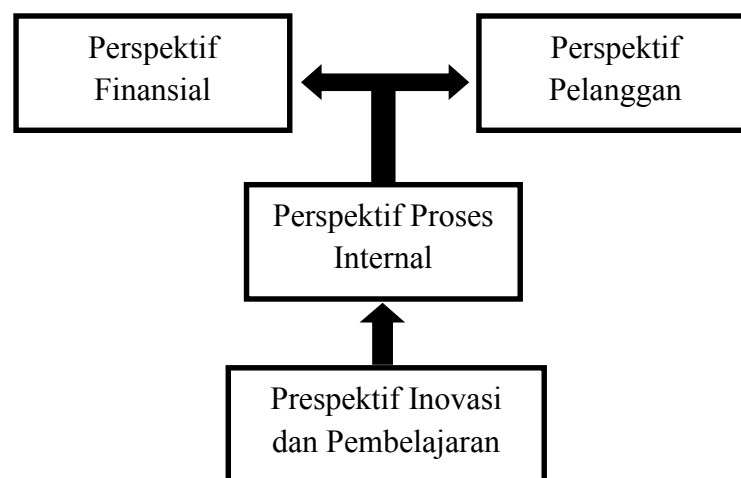 Perspektif
Finansial
Perspektif
Pelanggan
Perspektif Proses
Internal
Prespektif Inovasi
dan Pembelajaran